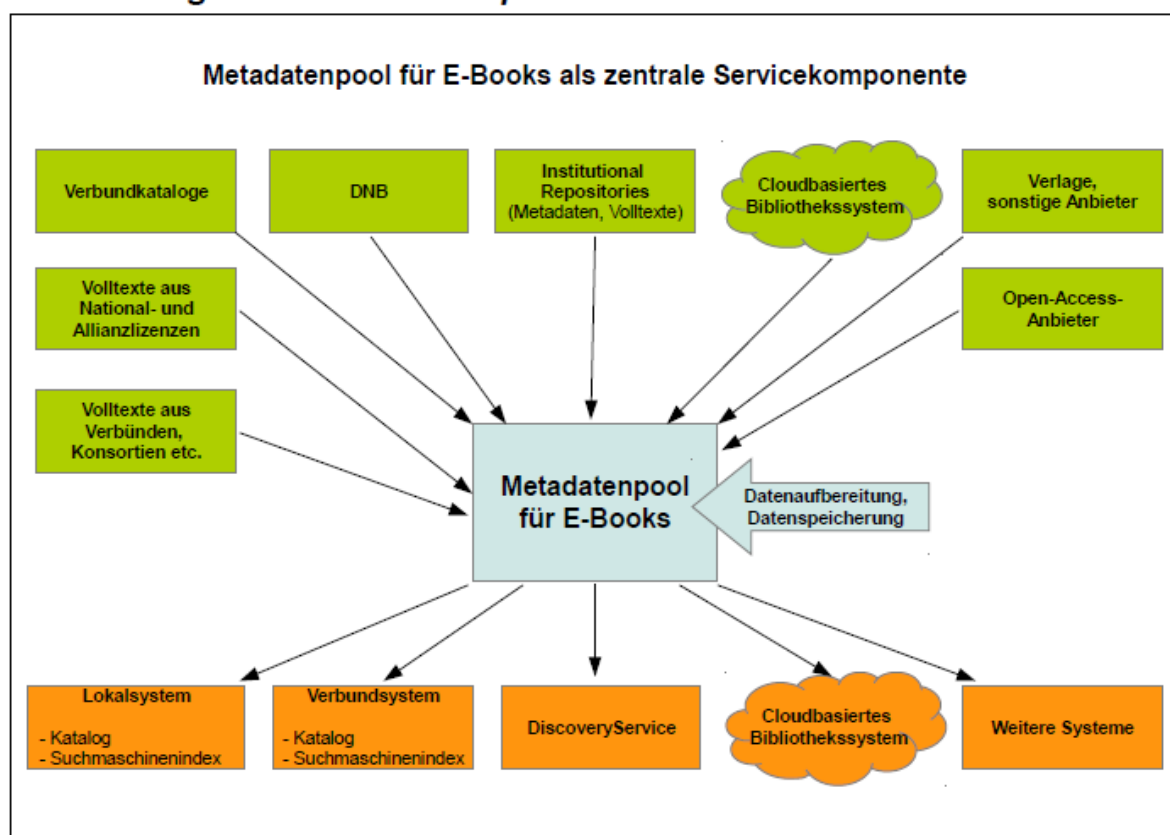 Metadatenpool für E-Books als zentrale Servicekomponente
Verbundkataloge
DNB
Institutional
Repositories
(Metadaten, Volltexte)
Cloudbasiertes
Bibliothekssystem
Verlage,
sonstige Anbieter
Volltexte aus
National- und
Allianzlizenzen
Open-Access-
Anbieter
Volltexte aus
Verbünden,
Konsortien etc.
Metadatenpool
für E-Books
Datenaufbereitung,
Datenspeicherung
Lokalsystem
- Katalog
- Suchmaschinenindex
Verbundsystem
- Katalog
- Suchmaschinenindex
DiscoveryService
Cloudbasiertes
Bibliothekssystem
Weitere Systeme